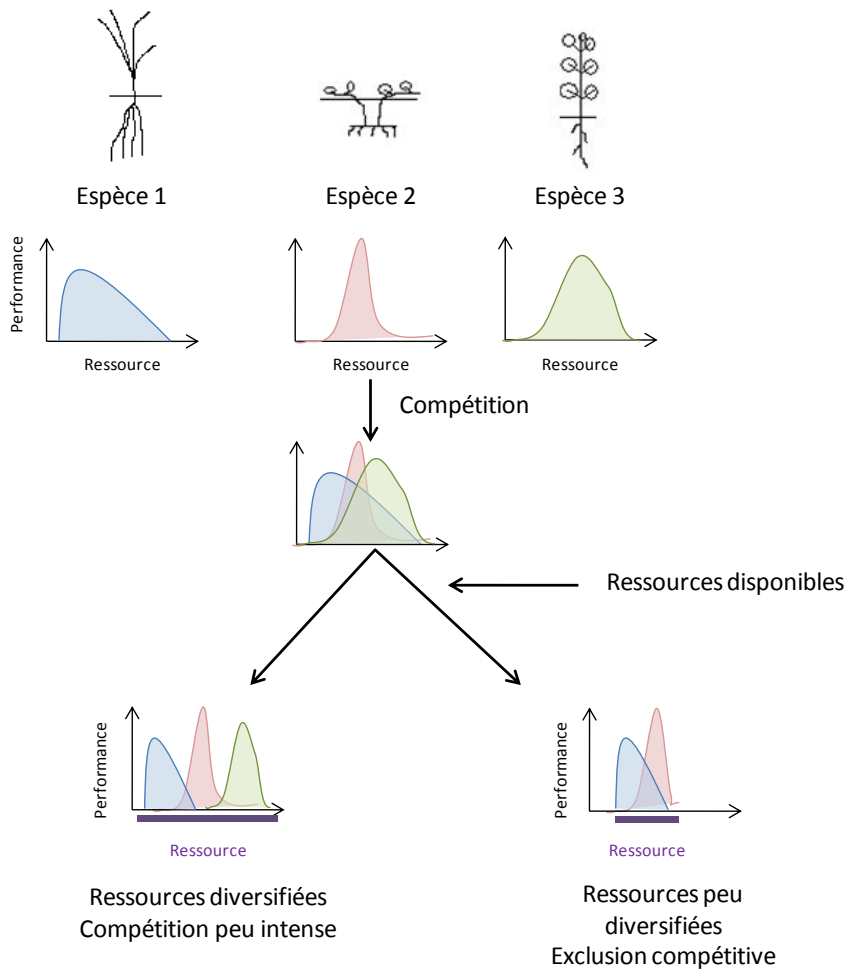 Espèce 1
Espèce 2
Espèce 3
Performance
Ressource
Ressource
Ressource
Compétition
Ressources disponibles
Performance
Ressource
Performance
Ressource
Ressources diversifiées
Compétition peu intense
Ressources peu
diversifiées
Exclusion compétitive